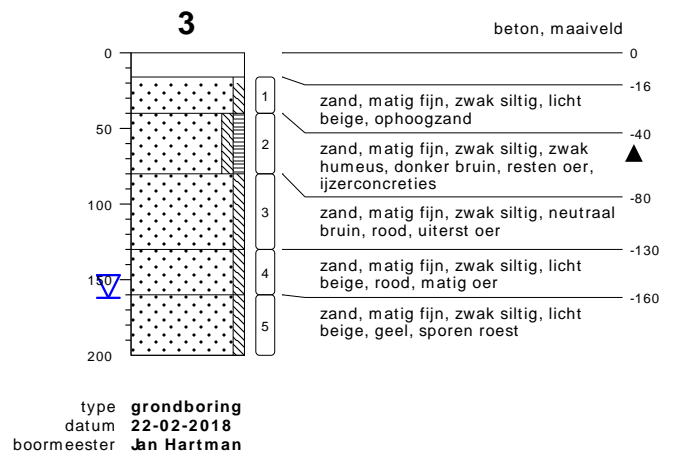 3
beton, maaiveld
0
0
-16
1
zand, matig fijn, zwak siltig, licht
beige, ophoogzand
-40
50
2
zand, matig fijn, zwak siltig, zwak
humeus, donker bruin, resten oer,
ijzerconcreties
-80
100
3
zand, matig fijn, zwak siltig, neutraal
bruin, rood, uiterst oer
-130
150
4
zand, matig fijn, zwak siltig, licht
beige, rood, matig oer
-160
5
zand, matig fijn, zwak siltig, licht
beige, geel, sporen roest
200
type grondboring
datum 22-02-2018
boormeester Jan Hartman